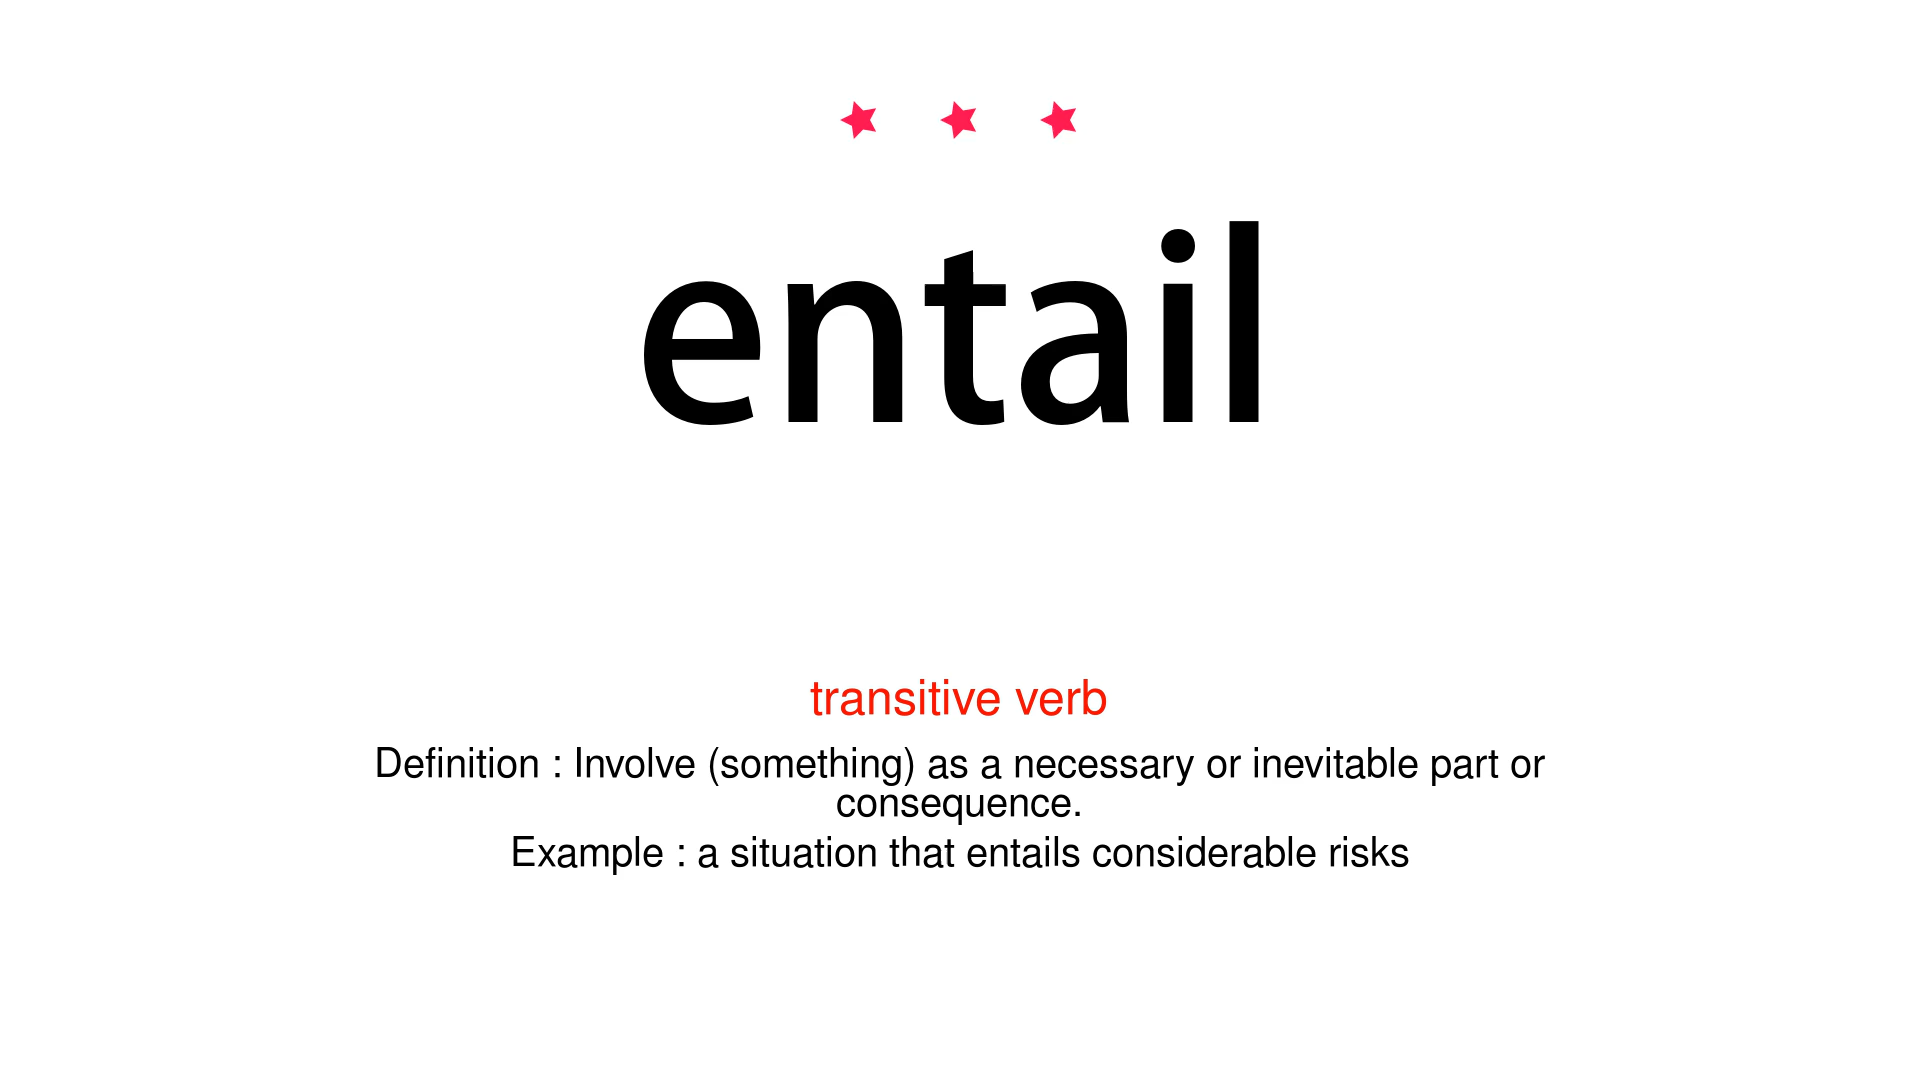 entail
transitive verb
Definition : Involve (something) as a necessary or inevitable part or
consequence.
Example : a situation that entails considerable risks